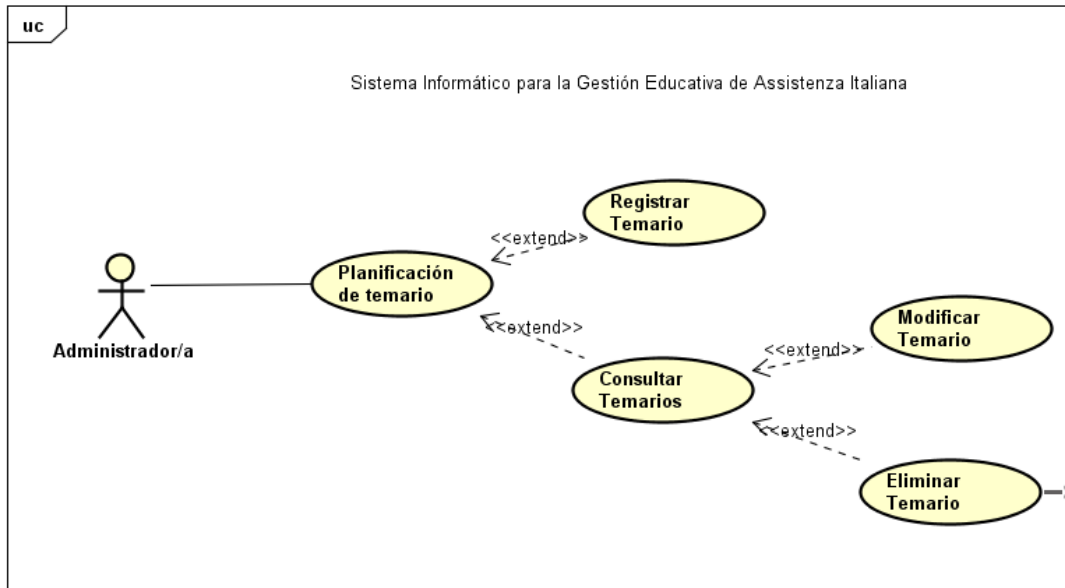 uc
Sistema Informático para la Gestión Educativa de Assistenza Italiana
Registrar
Temario
<<extend>>
Planificación
de temario
Administrador/a
<<extend>>
Modificar
Temario
<<extend>>
Consultar
Temarios
<<extend>>
Eliminar
Temario